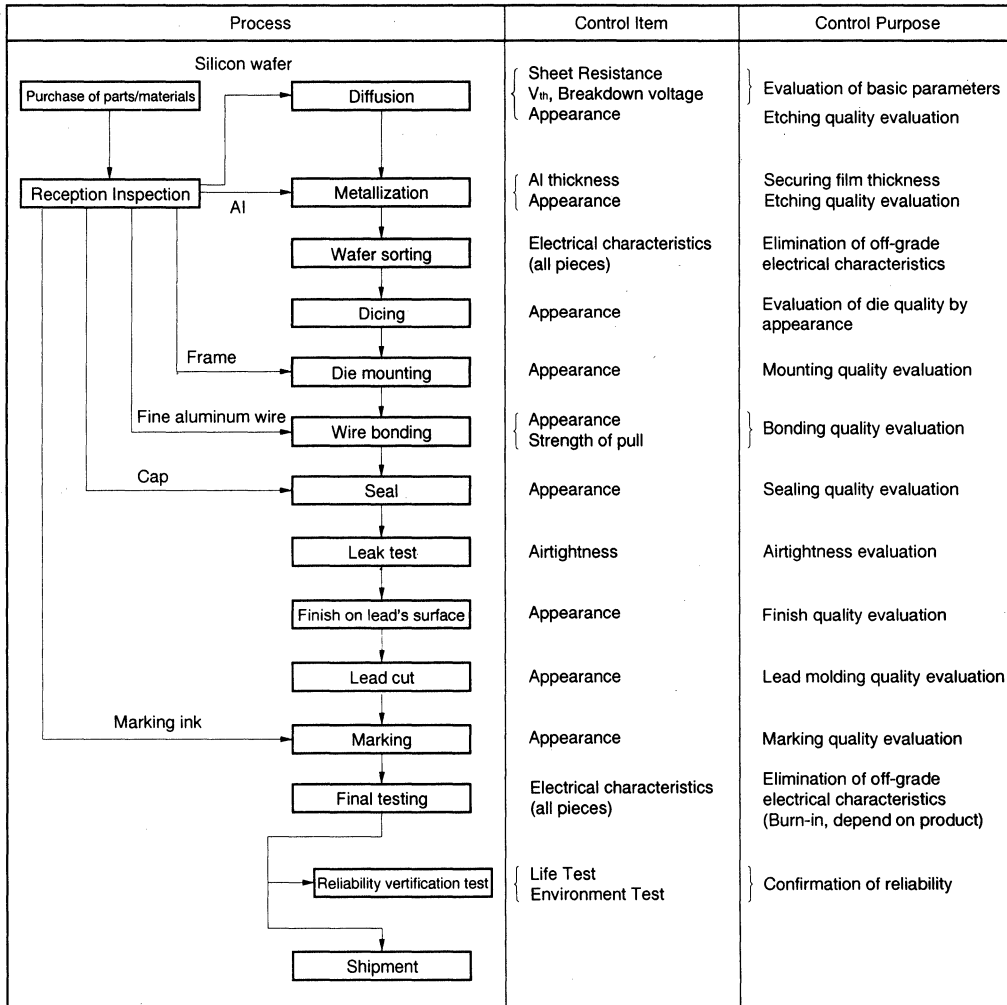 Process
Control Item
Control Purpose
Silicon wafer
Purchase of parts/materials
Diffusion
Sheet Resistance
Vth, Breakdown voltage
Appearance
Evaluation of basic parameters
Etching quality evaluation
Reception Inspection
Al
Metallization
Al thickness
Appearance
Securing film thickness
Etching quality evaluation
Wafer sorting
Electrical characteristics
(all pieces)
Elimination of off-grade
electrical characteristics
Dicing
Appearance
Evaluation of die quality by
appearance
Frame
Die mounting
Appearance
Mounting quality evaluation
Fine aluminum wire
Wire bonding
Appearance
Strength of pull
Bonding quality evaluation
Cap
Seal
Appearance
Sealing quality evaluation
Leak test
Airtightness
Airtightness evaluation
Finish on lead's surface
Appearance
Finish quality evaluation
Lead cut
Appearance
Lead molding quality evaluation
Marking ink
Marking
Appearance
Marking quality evaluation
Final testing
Electrical characteristics
(all pieces)
Elimination of off-grade
electrical characteristics
(Burn-in, depend on product)
Reliability vertification test
Life Test
Environment Test
Confirmation of reliability
Shipment